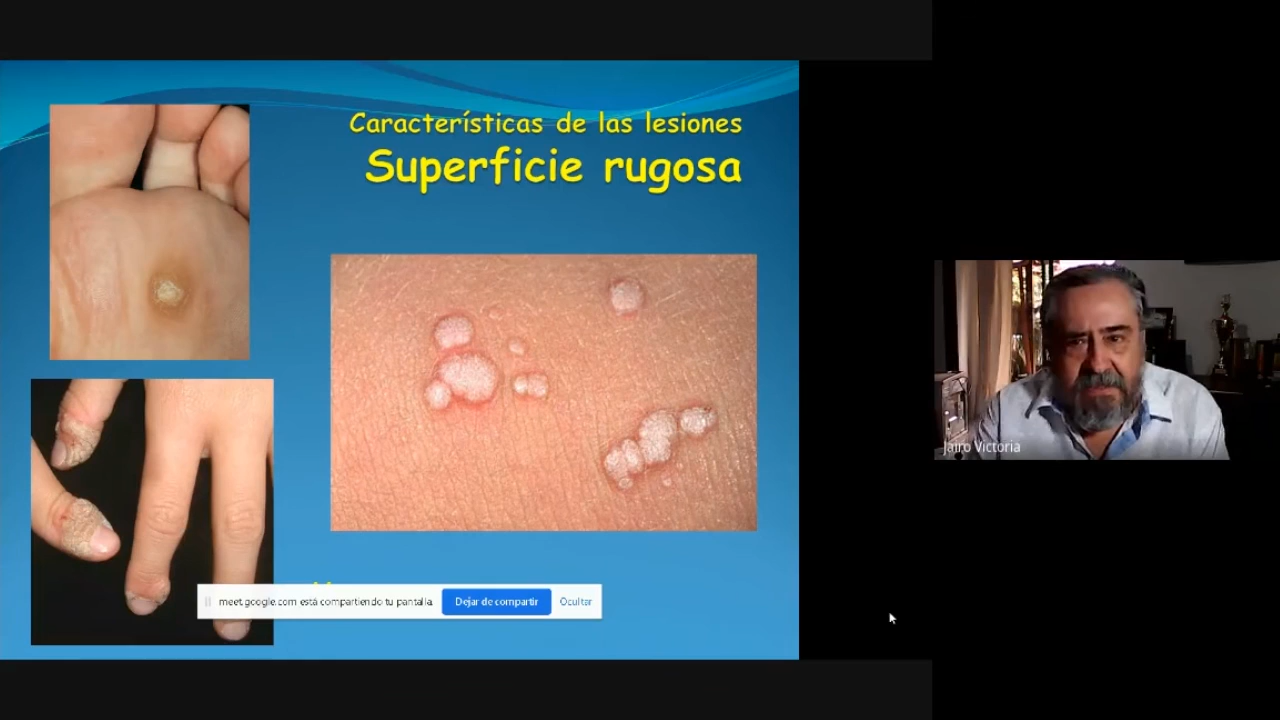 Características de las lesiones
Superficie rugosa
meet.google.com está compartiendo tu pantalla.
Dejar de compartir
Ocultar
Jairo Victoria